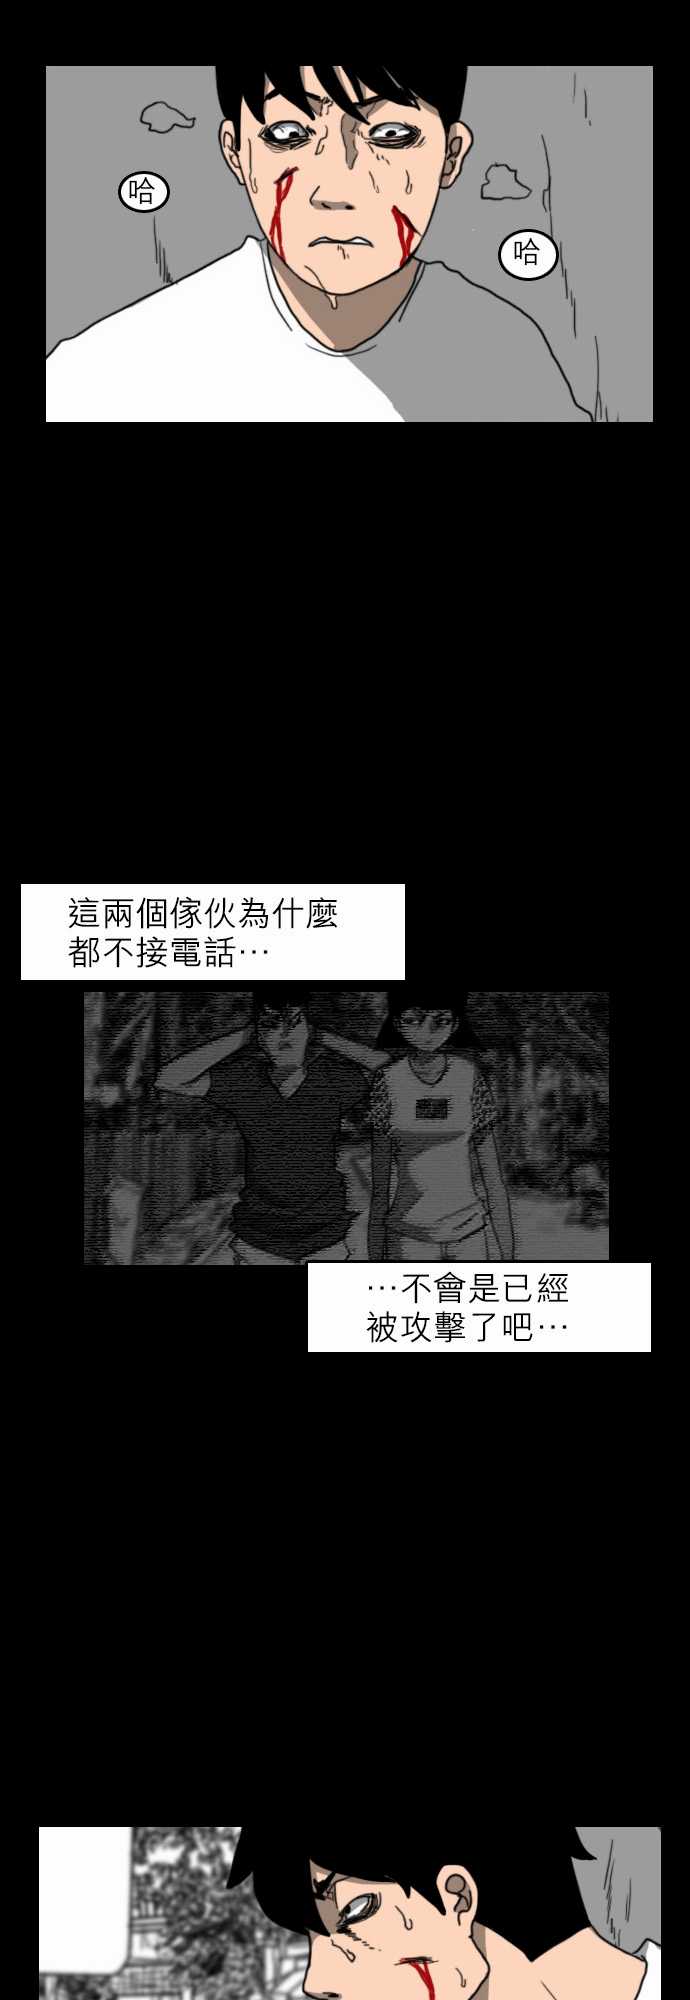 哈
哈
這兩個傢伙為什麼
都不接電話⋯
⋯不會是已經
被攻擊了吧⋯